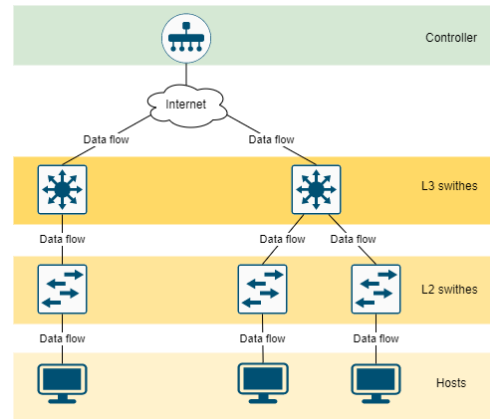 Controller
Internet
Data flow
Data flow
L3 swithes
Data flow
Data flow
Data flow
L2 swithes
Data flow
Data flow
Data flow
Hosts